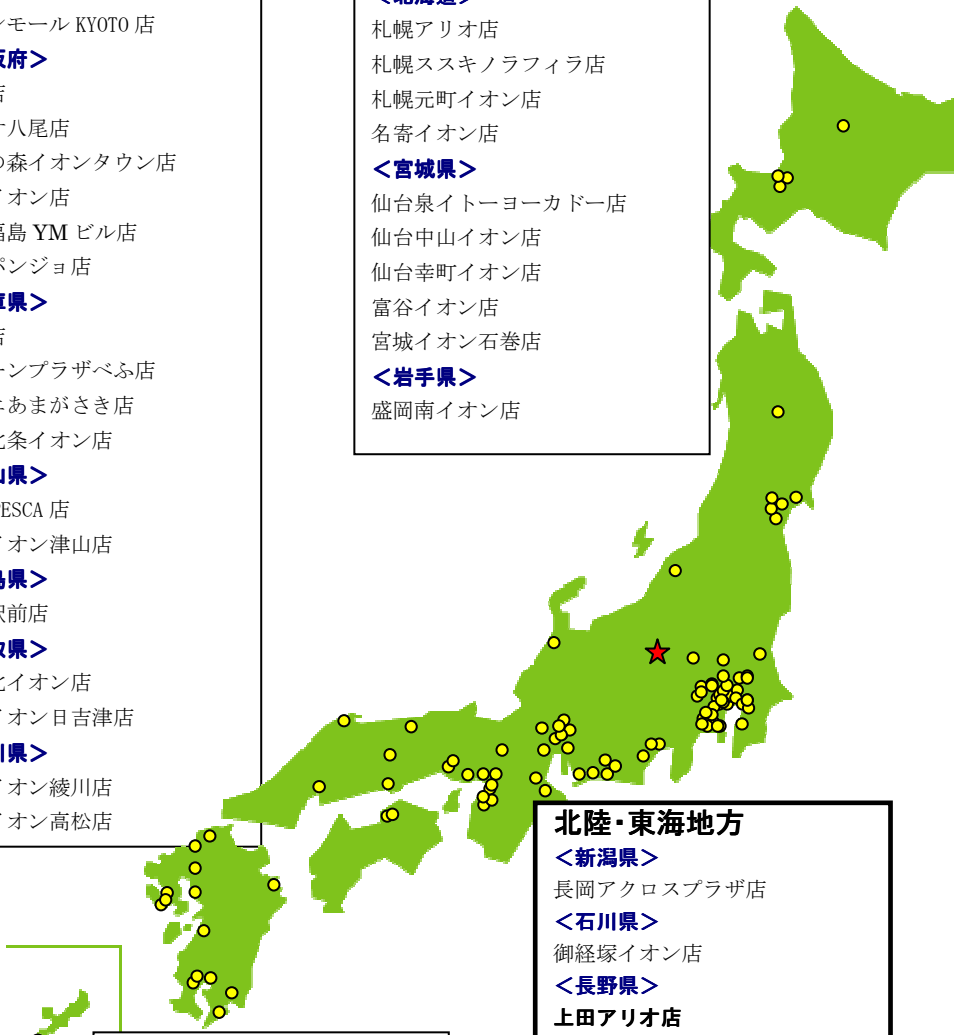 モール KYOTO 店
府＞
店
八尾店
森イオンタウン店
オン店
島 YM ビル店
パンジョ店
県＞
店
ーンプラザべふ店
あまがさき店
北条イオン店
山県＞
ESCA 店
イオン津山店
島県＞
駅前店
取県＞
北イオン店
イオン日吉津店
川県＞
イオン綾川店
イオン高松店
＜北海道＞
札幌アリオ店
札幌ススキノラフィラ店
札幌元町イオン店
名寄イオン店
＜宮城県＞
仙台泉イトーヨーカドー店
仙台中山イオン店
仙台幸町イオン店
富谷イオン店
宮城イオン石巻店
＜岩手県＞
盛岡南イオン店
北陸・東海地方
＜新潟県＞
長岡アクロスプラザ店
＜石川県＞
御経塚イオン店
＜長野県＞
上田アリオ店